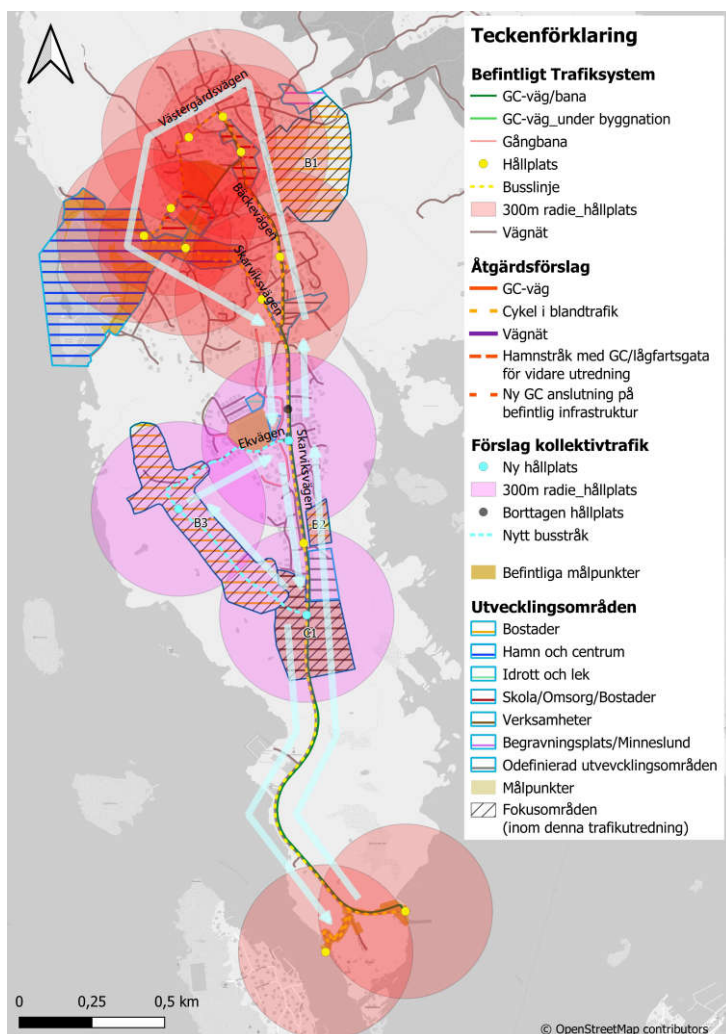 Teckenförklaring
Befintligt Trafiksystem
GC-väg/bana
GC-väg_under byggnation
Gångbana
Hållplats
Busslinje
300m radie_hållplats
Vägnät
Åtgärdsförslag
GC-väg
Cykel i blandtrafik
Vägnät
Hamnstråk med GC/lågfartsgata
för vidare utredning
Ny GC anslutning på
befintlig infrastruktur
Förslag kollektivtrafik
Ny hållplats
300m radie_hållplats
Borttagen hållplats
Nytt busstråk
Befintliga målpunkter
Utvecklingsområden
Bostader
Hamn och centrum
Idrott och lek
Skola/Omsorg/Bostader
Verksamheter
Begravningsplats/Minneslund
Odefinierad utvevcklingsområden
Målpunkter
Fokusområden
(inom denna trafikutredning)
Västergårdsvägen
B1
Bäckevägen
Skarviksvägen
Ekvägen
Skarviksvägen
B3
B2
C1
0 0,25 0,5 km
© OpenStreetMap contributors